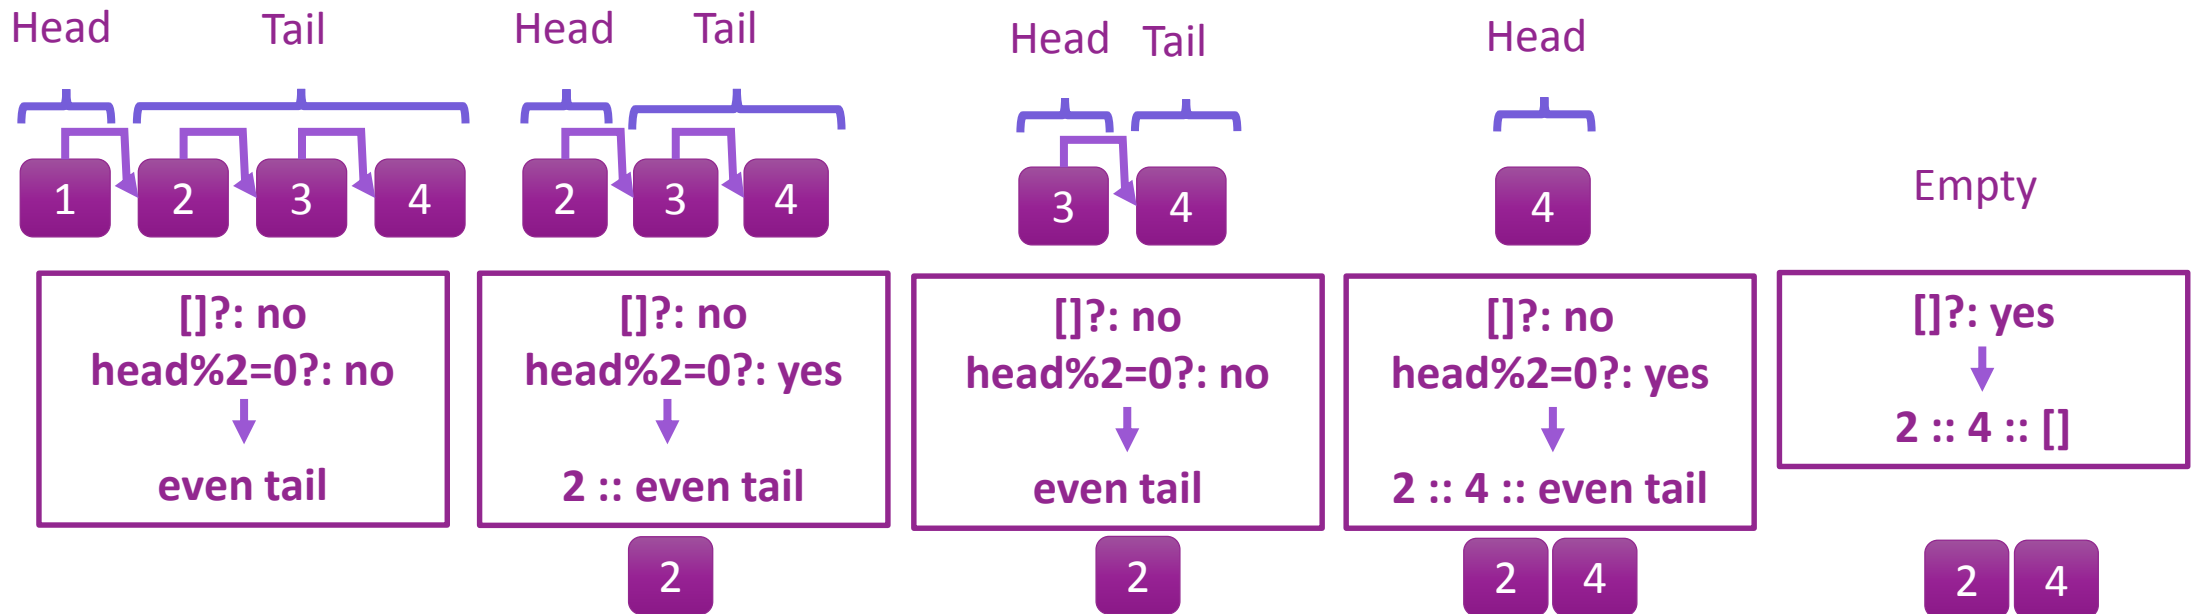 Head Tail Head Tail Head Tail Head
1 2 3 4 2 3 4 3 4 4 Empty
[]?: no
head%2=0?: no
even tail
[]?: no
head%2=0?: yes
2 :: even tail
2
[]?: no
head%2=0?: no
even tail
2
[]?: no
head%2=0?: yes
2 :: 4 :: even tail
2 4
[]?: yes
2 :: 4 :: []
2 4